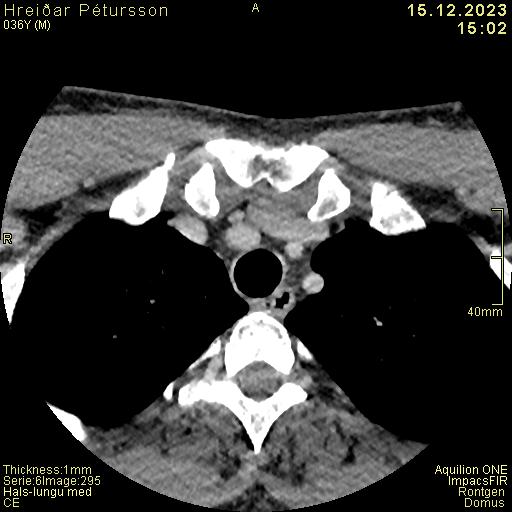 Hreiðar Pétursson
036Y (M)
A
15.12.2023
15:02
R
40mm
Thickness:1mm
Serie:6Image:295
Hals-lungu med
CE
Aquilion ONE
ImpacsFIR
Rontgen
Domus